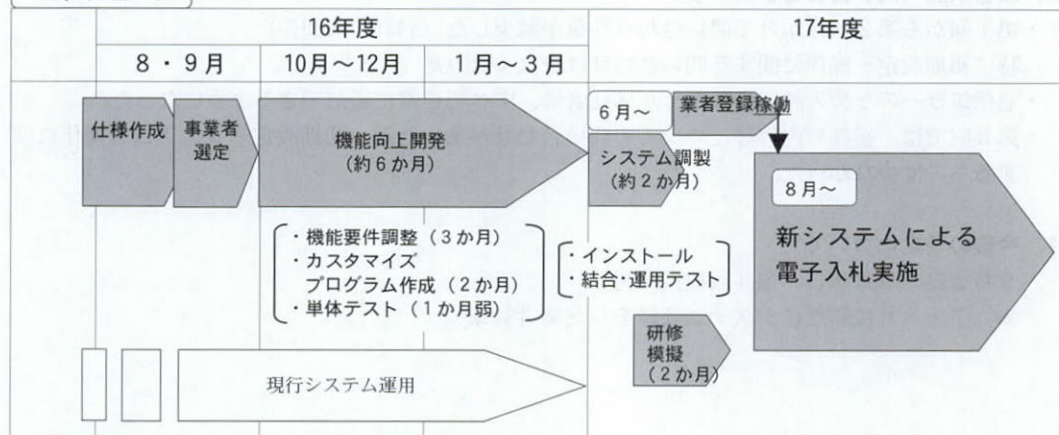 16年度
17年度
8・9月
10月～12月
1月～3月
仕様作成
事業者
選定
機能向上開発
(約6か月)
6月～
業者登録稼働
システム調製
(約2か月)
8月～
新システムによる
電子入札実施
・機能要件調整(3か月)
・カスタマイズ
プログラム作成(2か月)
・単体テスト(1か月弱)
・インストール
・結合・運用テスト
研修
模擬
(2か月)
現行システム運用